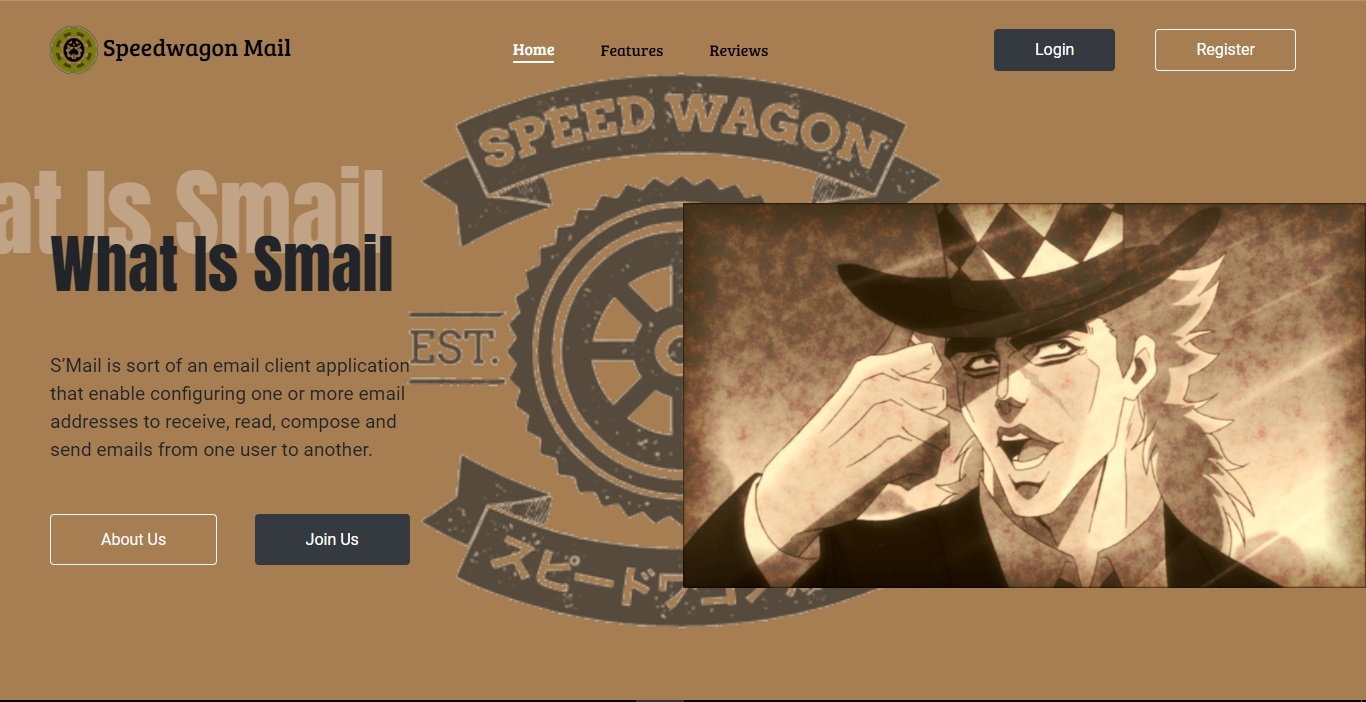 Speedwagon Mail
Home
Features
Reviews
Login
Register
SPEED WAGON
at Is Smail
What Is Smail
EST.
S'Mail is sort of an email client application
that enable configuring one or more email
addresses to receive, read, compose and
send emails from one user to another.
About Us
Join Us
スピードワゴン